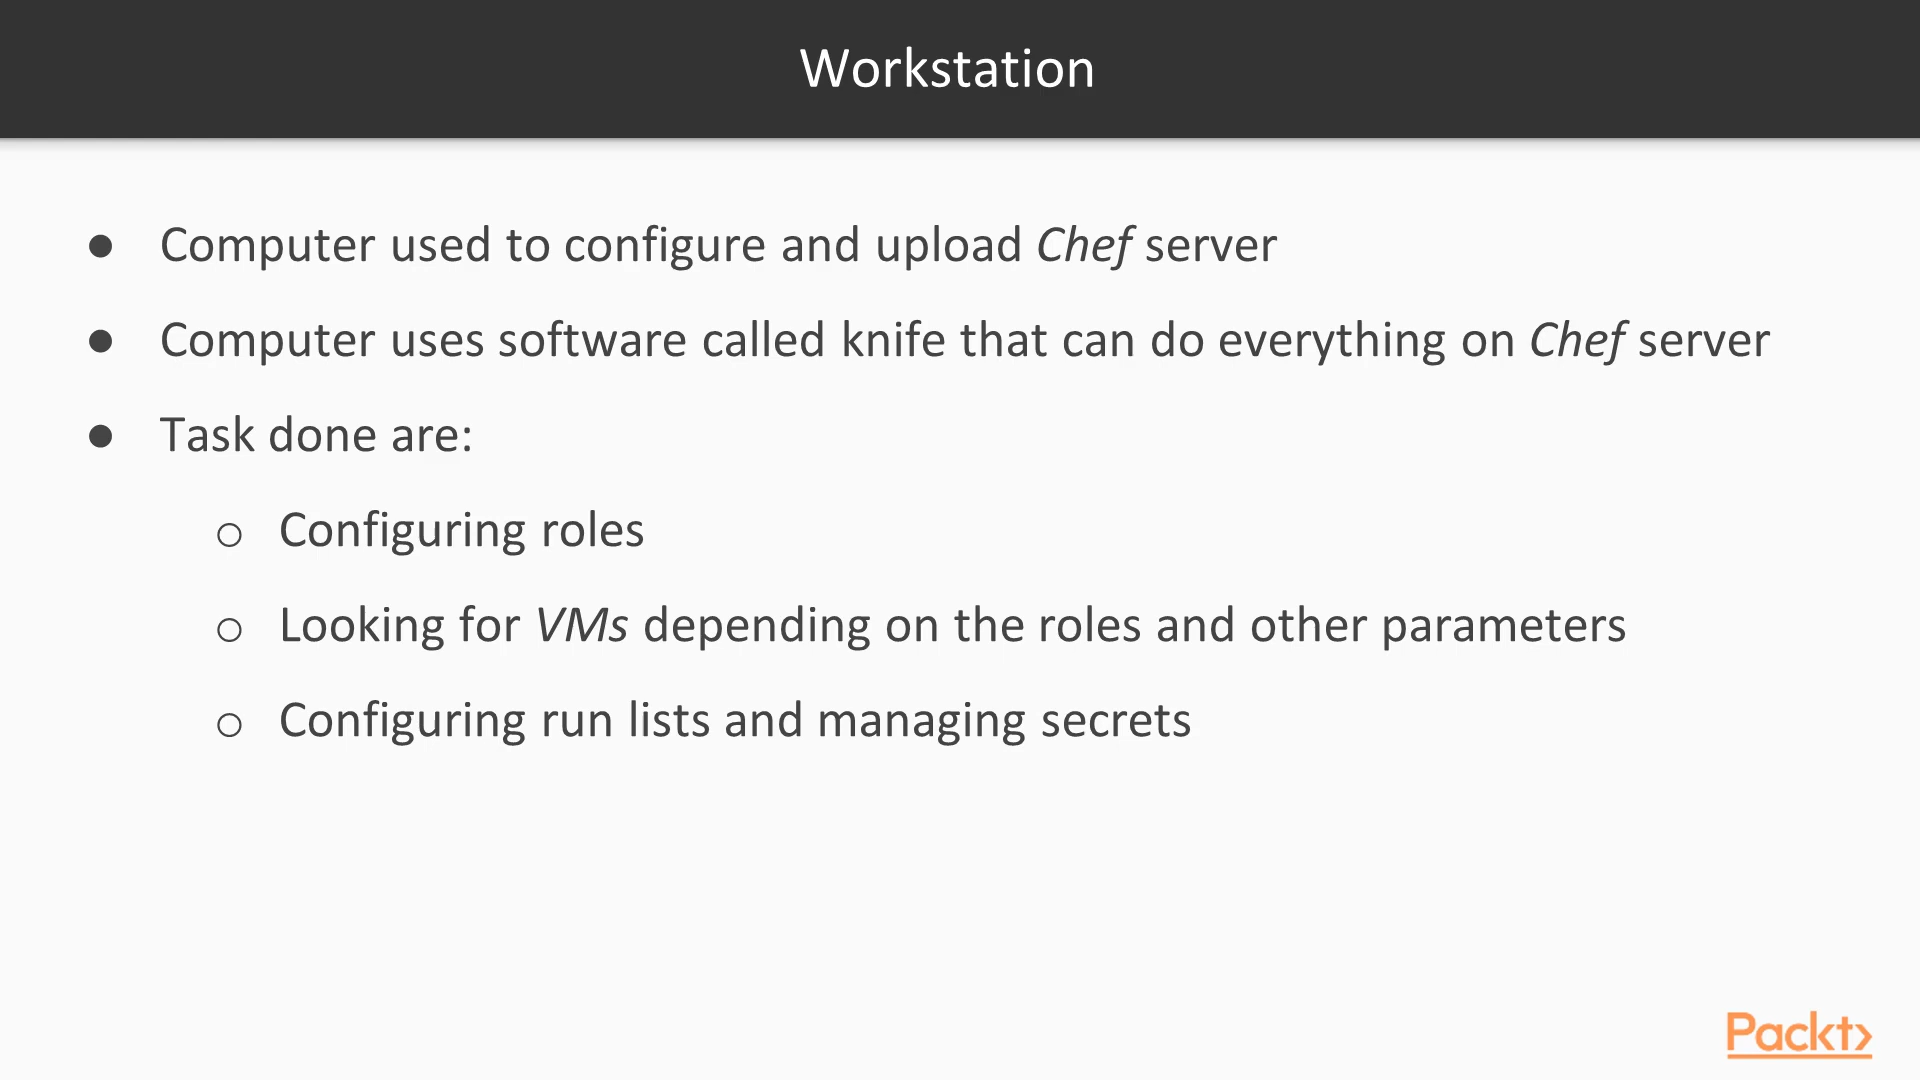 Workstation
● Computer used to configure and upload Chef server
● Computer uses software called knife that can do everything on Chef server
● Task done are:
○ Configuring roles
○ Looking for VMs depending on the roles and other parameters
○ Configuring run lists and managing secrets
Packt>